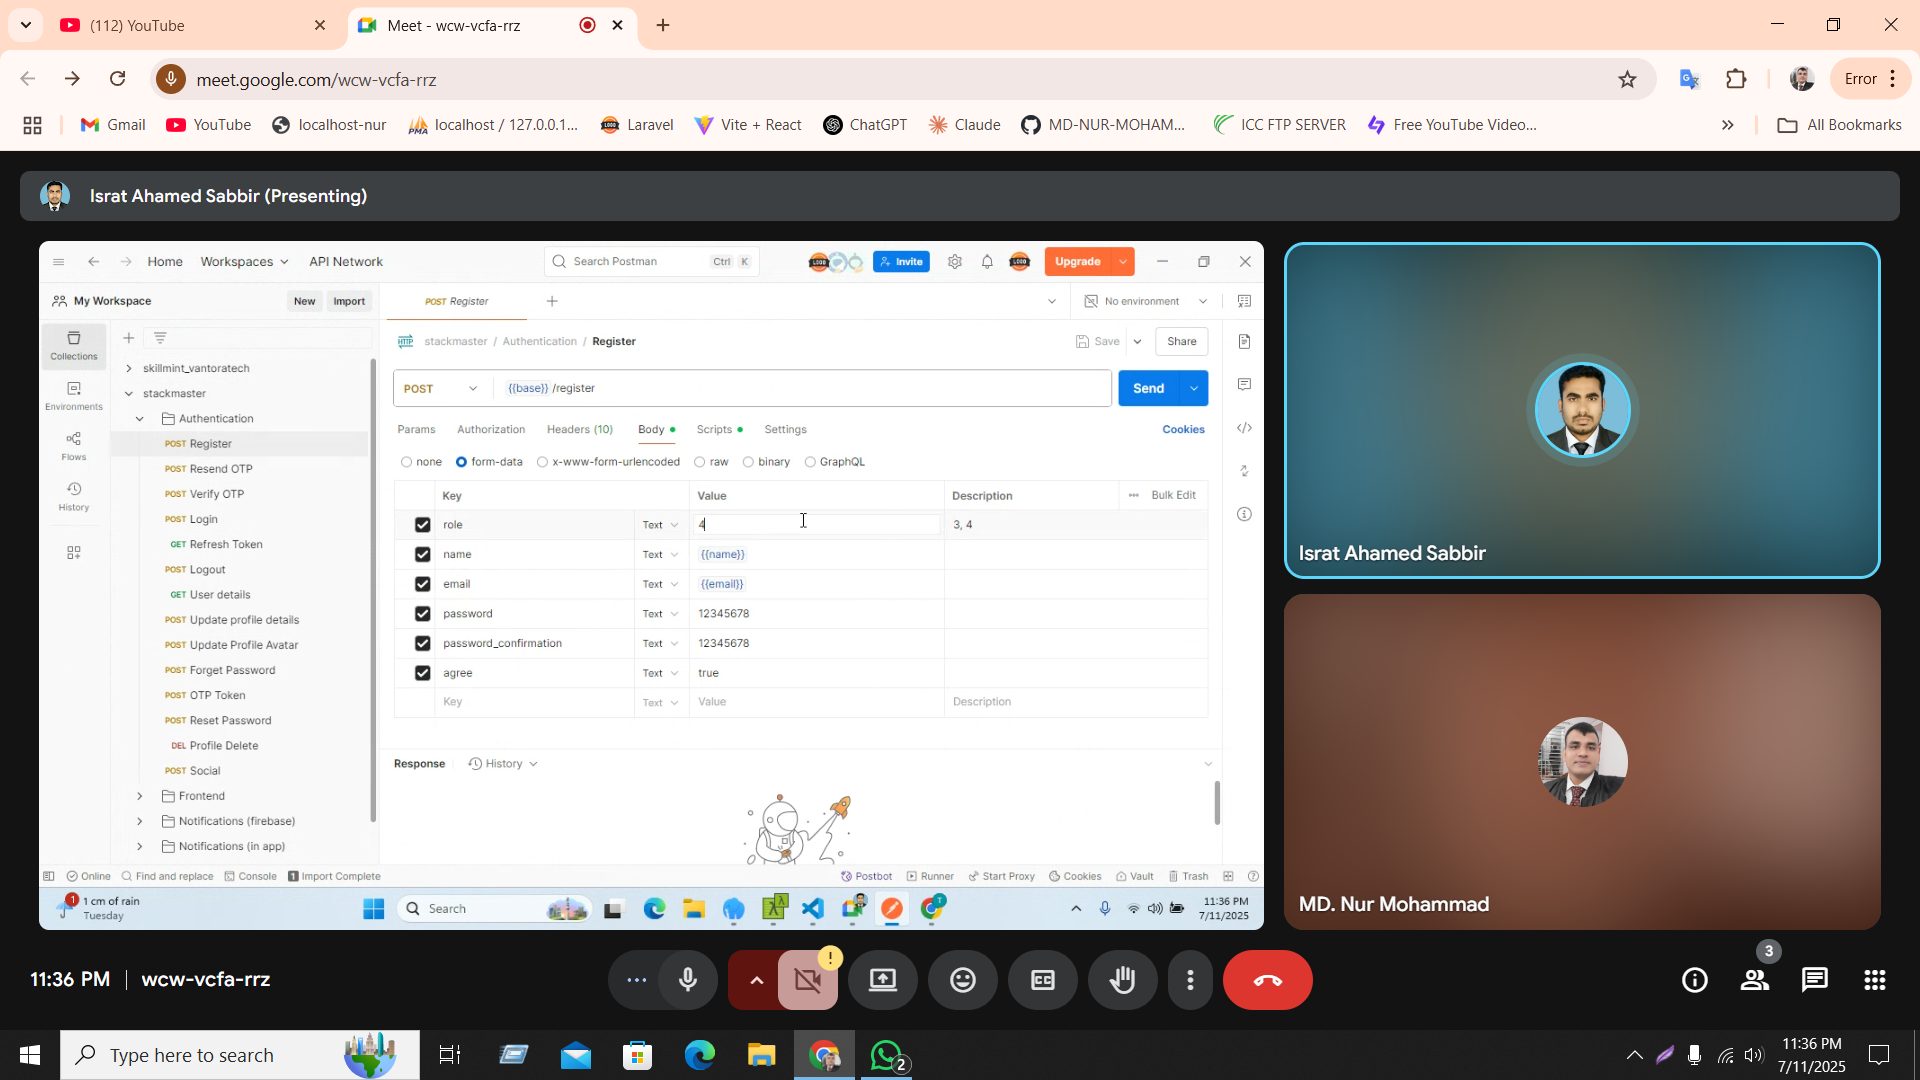 (112) YouTube
Meet - wcw-vcfa-rrz
meet.google.com/wcw-vcfa-rrz
Error
Gmail
YouTube
localhost-nur
localhost / 127.0.0.1...
Laravel
Vite + React
ChatGPT
Claude
MD-NUR-MOHAM...
ICC FTP SERVER
Free YouTube Video...
All Bookmarks
Israt Ahamed Sabbir (Presenting)
Home
Workspaces
API Network
Search Postman
Ctrl K
Invite
Upgrade
My Workspace
New
Import
POST Register
No environment
Collections
Environments
Flows
History
skillmint_vantoratech
stackmaster
Authentication
POST Register
POST Resend OTP
POST Verify OTP
POST Login
GET Refresh Token
POST Logout
GET User details
POST Update profile details
POST Update Profile Avatar
POST Forget Password
POST OTP Token
POST Reset Password
DEL Profile Delete
POST Social
Frontend
Notifications (firebase)
Notifications (in app)
HTTP stackmaster / Authentication / Register
Save
Share
POST
{{base}} /register
Send
Params
Authorization
Headers (10)
Body
Scripts
Settings
Cookies
none
form-data
x-www-form-urlencoded
raw
binary
GraphQL
Key Value Description Bulk Edit
role Text 4 3, 4
name Text {{name}}
email Text {{email}}
password Text 12345678
password_confirmation Text 12345678
agree Text true
Key Text Value Description
Response
History
Online
Find and replace
Console
1 Import Complete
Postbot
Runner
Start Proxy
Cookies
Vault
Trash
1
1 cm of rain
Tuesday
Search
11:36 PM
7/11/2025
Israt Ahamed Sabbir
MD. Nur Mohammad
11:36 PM | wcw-vcfa-rrz
3
Type here to search
2
11:36 PM
7/11/2025